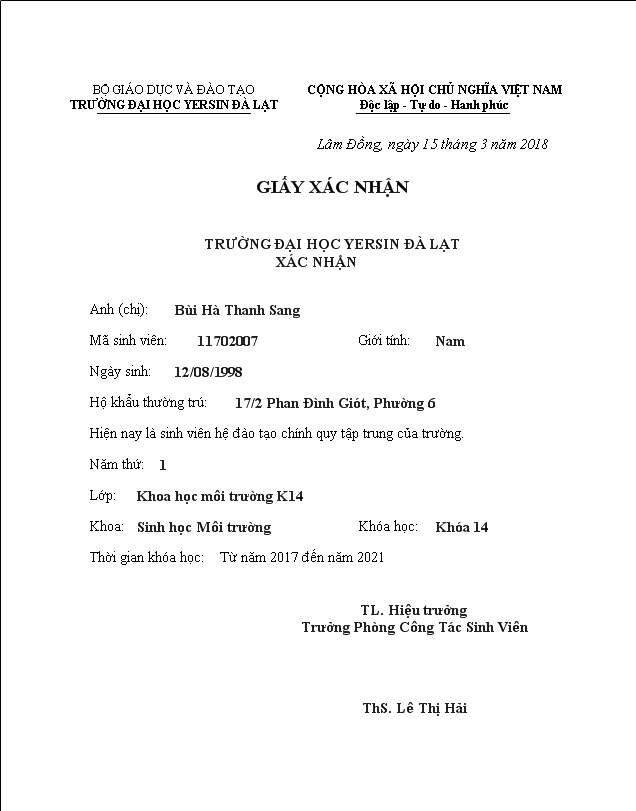 BỘ GIÁO DỤC VÀ ĐÀO TẠO
TRƯỜNG ĐẠI HỌC YERSIN ĐÀ LẠT
CỘNG HÒA XÃ HỘI CHỦ NGHĨA VIỆT NAM
Độc lập - Tự do - Hạnh phúc
Lâm Đồng, ngày 15 tháng 3 năm 2018
GIẤY XÁC NHẬN
TRƯỜNG ĐẠI HỌC YERSIN ĐÀ LẠT
XÁC NHẬN
Anh (chị): Bùi Hà Thanh Sang
Mã sinh viên: 11702007 Giới tính: Nam
Ngày sinh: 12/08/1998
Hộ khẩu thường trú: 17/2 Phan Đình Giót, Phường 6
Hiện nay là sinh viên hệ đào tạo chính quy tập trung của trường.
Năm thứ: 1
Lớp: Khoa học môi trường K14
Khoa: Sinh học Môi trường Khóa học: Khóa 14
Thời gian khóa học: Từ năm 2017 đến năm 2021
TL. Hiệu trưởng
Trưởng Phòng Công Tác Sinh Viên
ThS. Lê Thị Hải